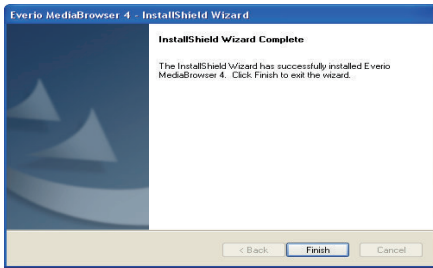 Everio MediaBrowser 4 - InstallShield Wizard
InstallShield Wizard Complete
The InstallShield Wizard has successfully installed Everio
MediaBrowser 4. Click Finish to exit the wizard.
< Back
Finish
Cancel